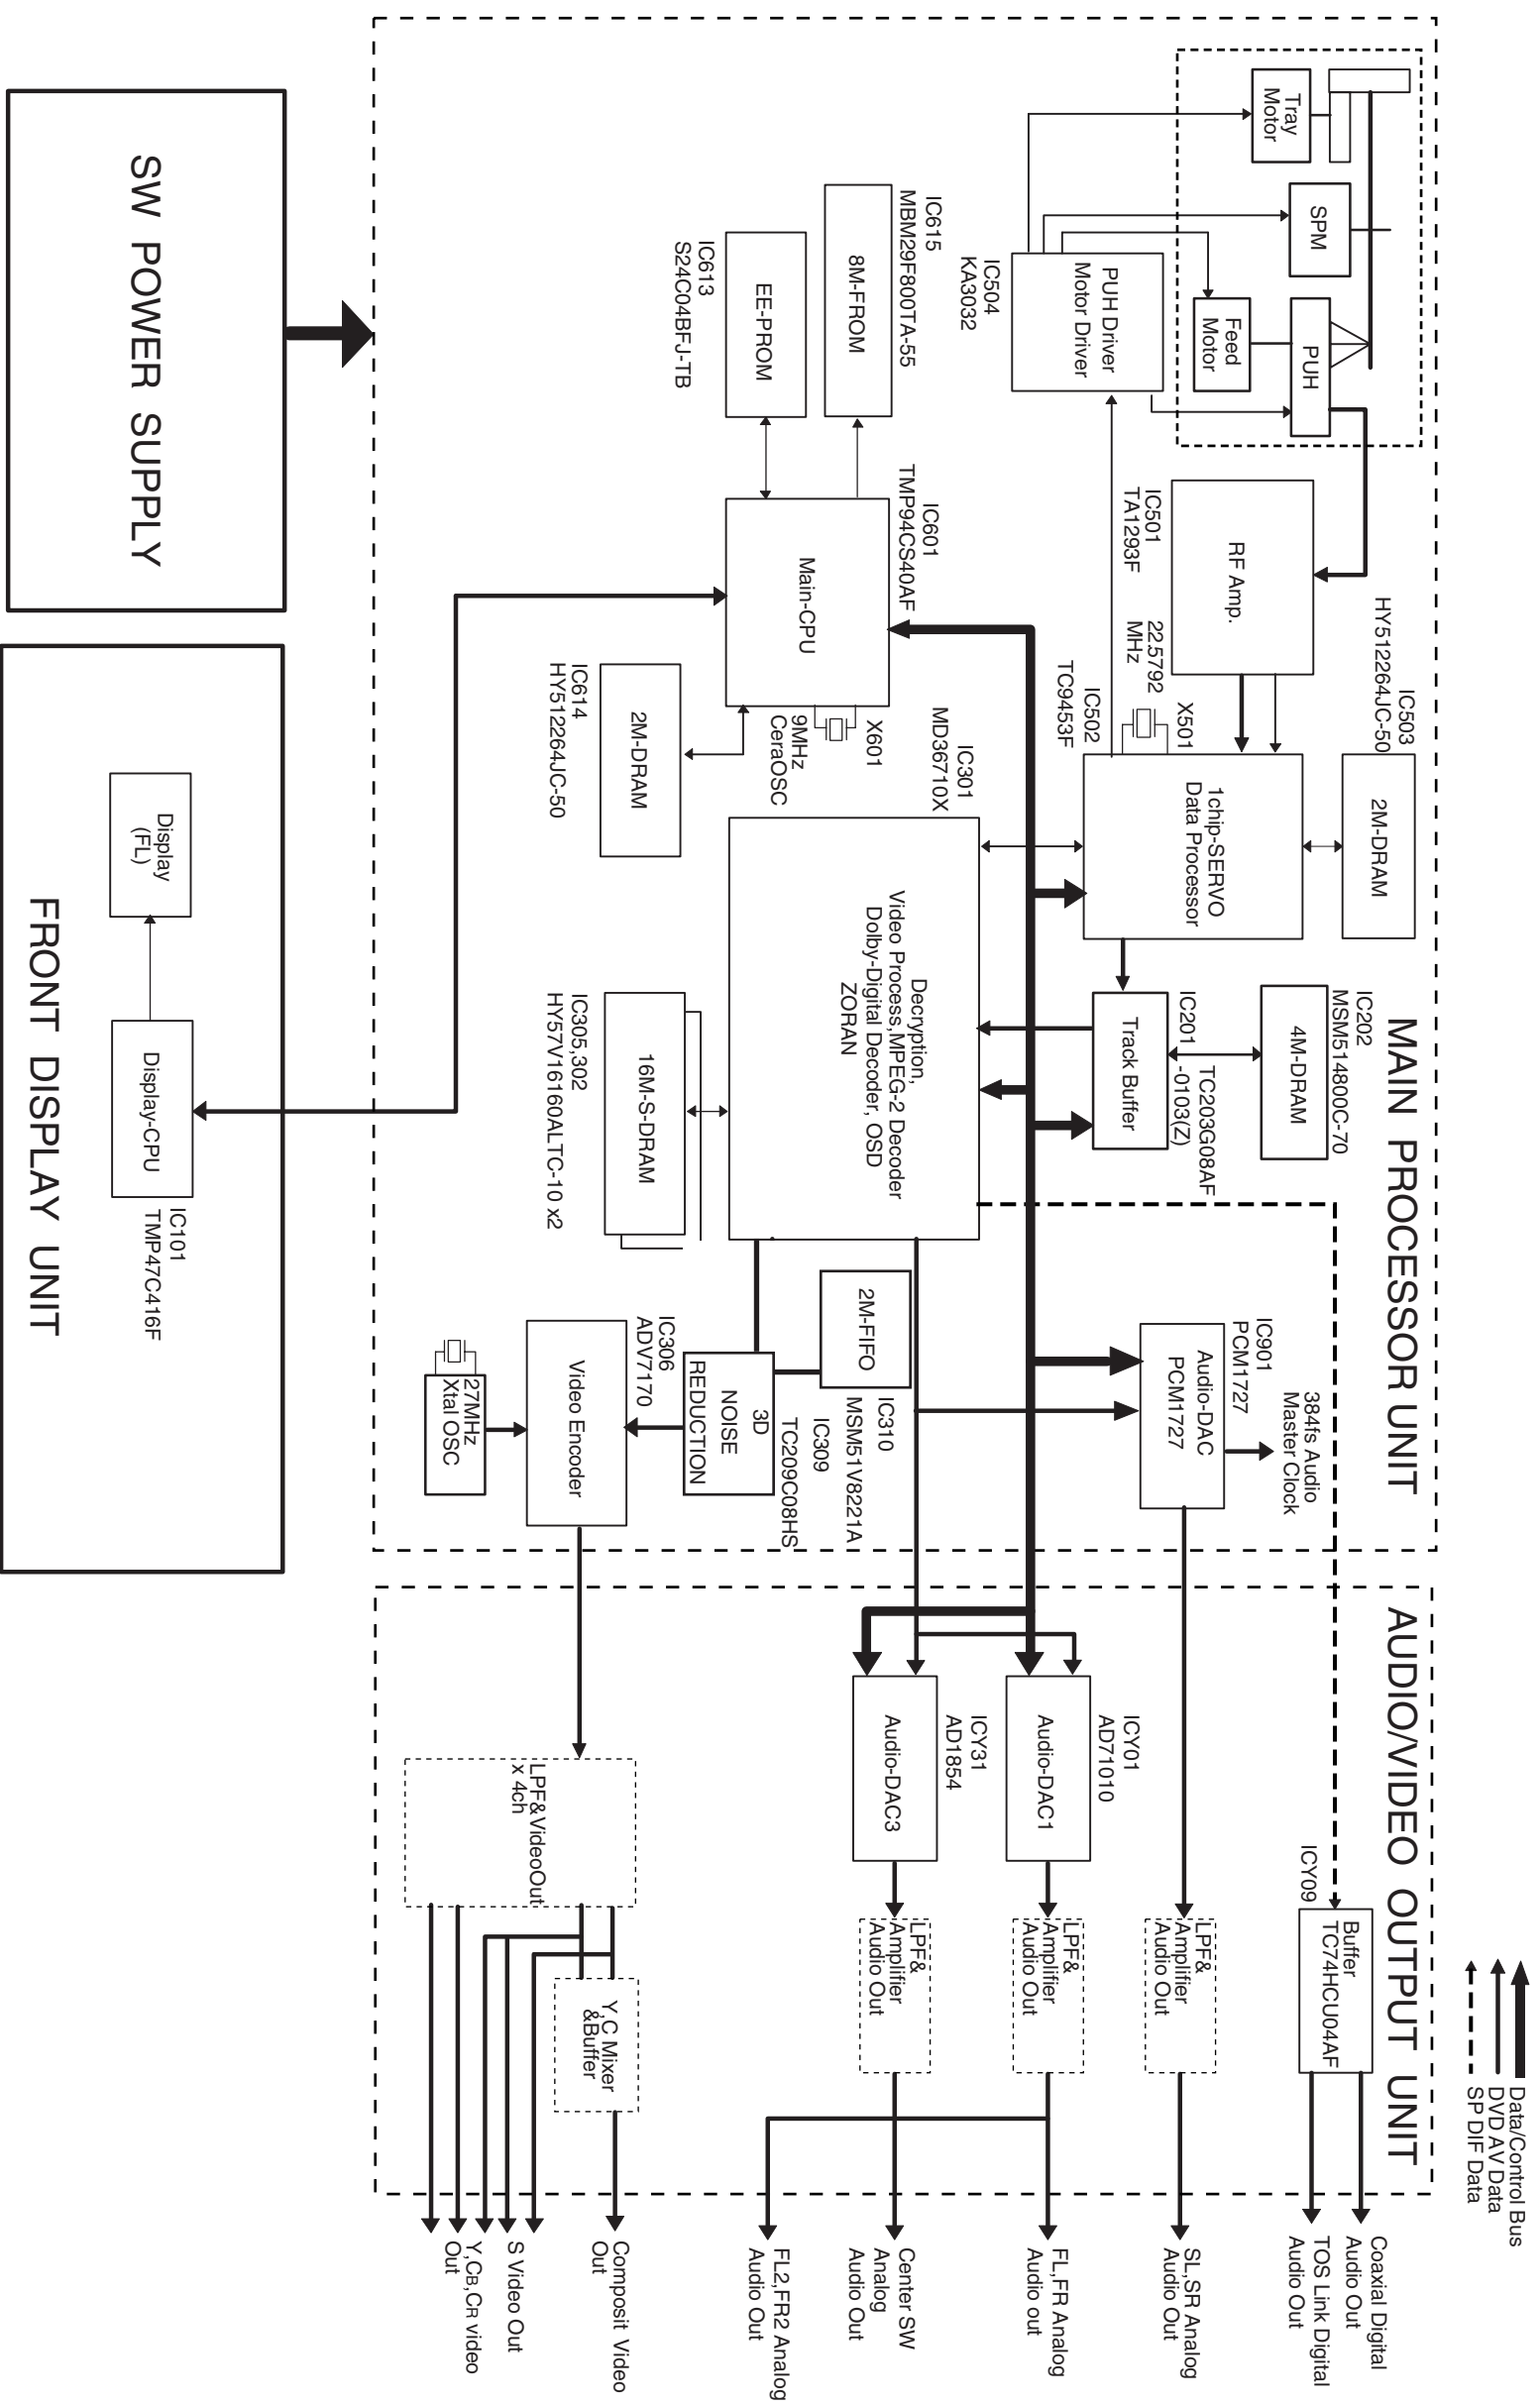 Data/Control Bus
DVD AV Data
SP DIF Data
MAIN PROCESSOR UNIT
AUDIO/VIDEO OUTPUT UNIT
Tray
Motor
SPM
Feed
Motor
PUH
PUH Driver
Motor Driver
IC504
KA3032
RF Amp.
IC501
TA1293F
IC503
HY512264JC-50
2M-DRAM
22.5792
MHz
X501
1chip-SERVO
Data Processor
IC502
TC9453F
IC202
MSM514800C-70
4M-DRAM
IC201
TC203G08AF
-0103(Z)
Track Buffer
384fs Audio
Master Clock
IC901
PCM1727
Audio-DAC
PCM1727
ICY09
Buffer
TC74HCU04AF
Coaxial Digital
Audio Out
TOS Link Digital
Audio Out
LPF&
Amplifier
Audio Out
SL,SR Analog
Audio Out
ICY01
AD71010
Audio-DAC1
LPF&
Amplifier
Audio Out
FL,FR Analog
Audio out
ICY31
AD1854
Audio-DAC3
LPF&
Amplifier
Audio Out
Center SW
Analog
Audio Out
FL2,FR2 Analog
Audio Out
IC615
MBM29F800TA-55
8M-FROM
EE-PROM
IC613
S24C04BFJ-TB
IC601
TMP94CS40AF
Main-CPU
X601
9MHz
CeraOSC
2M-DRAM
IC614
HY512264JC-50
IC301
MD36710X
Decryption,
Video Process,MPEG-2 Decoder
Dolby-Digital Decoder, OSD
ZORAN
16M-S-DRAM
IC305,302
HY57V16160ALTC-10 x2
2M-FIFO
IC310
MSM51V8221A
IC309
TC209C08HS
3D
NOISE
REDUCTION
IC306
ADV7170
Video Encoder
27MHz
Xtal OSC
LPF&VideoOut
x 4ch
Y,C Mixer
&Buffer
Composit Video
Out
S Video Out
Y,CB,CR video
Out
SW POWER SUPPLY
Display
(FL)
Display-CPU
IC101
TMP47C416F
FRONT DISPLAY UNIT